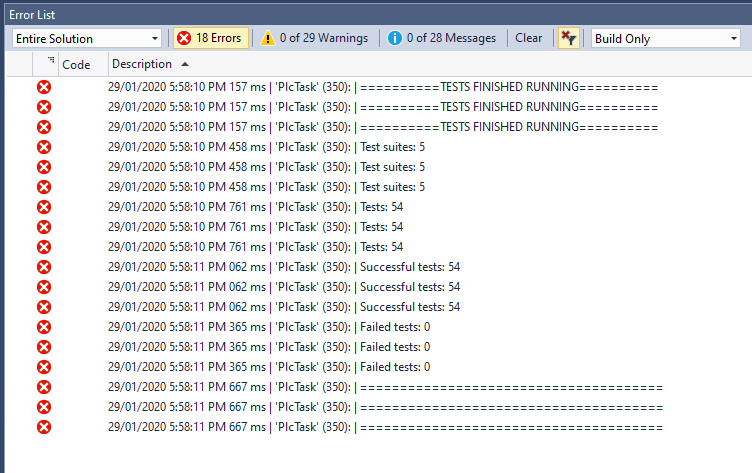 Error List
Entire Solution 18 Errors 0 of 29 Warnings 0 of 28 Messages Clear Build Only
Code Description
29/01/2020 5:58:10 PM 157 ms | 'PlcTask' (350): | ==========TESTS FINISHED RUNNING==========
29/01/2020 5:58:10 PM 157 ms | 'PlcTask' (350): | ==========TESTS FINISHED RUNNING==========
29/01/2020 5:58:10 PM 157 ms | 'PlcTask' (350): | ==========TESTS FINISHED RUNNING==========
29/01/2020 5:58:10 PM 458 ms | 'PlcTask' (350): | Test suites: 5
29/01/2020 5:58:10 PM 458 ms | 'PlcTask' (350): | Test suites: 5
29/01/2020 5:58:10 PM 458 ms | 'PlcTask' (350): | Test suites: 5
29/01/2020 5:58:10 PM 761 ms | 'PlcTask' (350): | Tests: 54
29/01/2020 5:58:10 PM 761 ms | 'PlcTask' (350): | Tests: 54
29/01/2020 5:58:10 PM 761 ms | 'PlcTask' (350): | Tests: 54
29/01/2020 5:58:11 PM 062 ms | 'PlcTask' (350): | Successful tests: 54
29/01/2020 5:58:11 PM 062 ms | 'PlcTask' (350): | Successful tests: 54
29/01/2020 5:58:11 PM 062 ms | 'PlcTask' (350): | Successful tests: 54
29/01/2020 5:58:11 PM 365 ms | 'PlcTask' (350): | Failed tests: 0
29/01/2020 5:58:11 PM 365 ms | 'PlcTask' (350): | Failed tests: 0
29/01/2020 5:58:11 PM 365 ms | 'PlcTask' (350): | Failed tests: 0
29/01/2020 5:58:11 PM 667 ms | 'PlcTask' (350): | ======================================
29/01/2020 5:58:11 PM 667 ms | 'PlcTask' (350): | ======================================
29/01/2020 5:58:11 PM 667 ms | 'PlcTask' (350): | ======================================